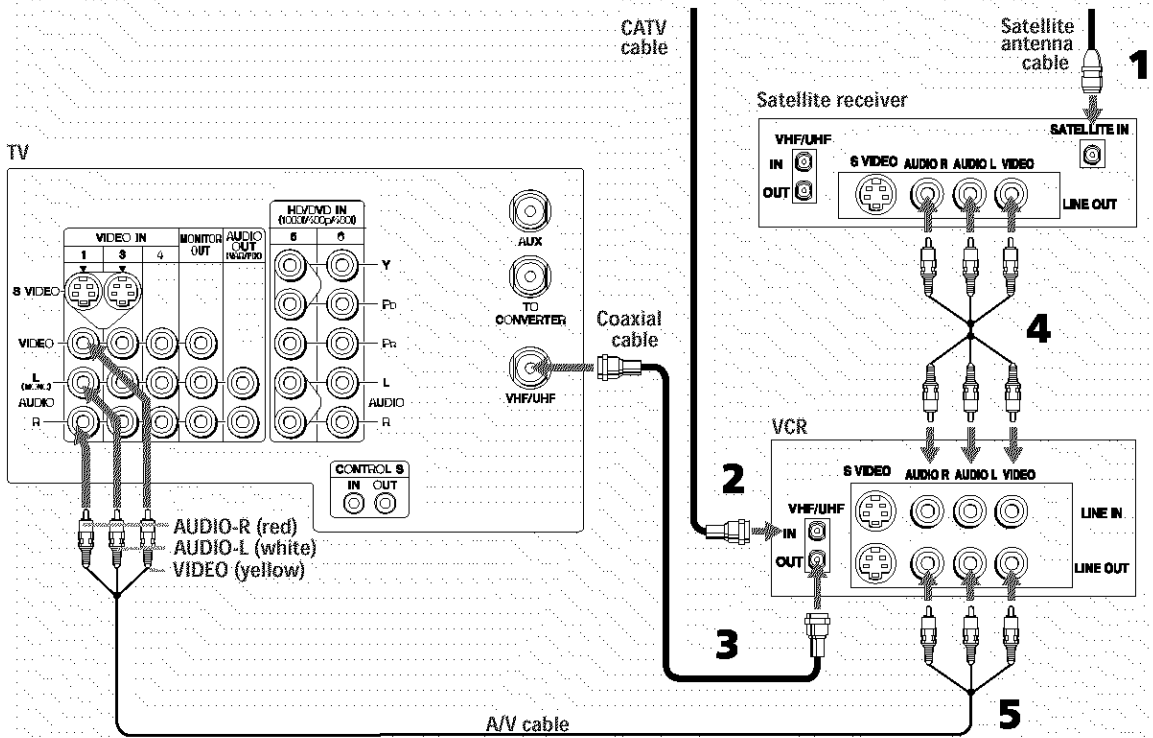 CATV
cable
Satellite
antenna
cable
1
Satellite receiver
SATELLITE IN
VHF/UHF
IN
OUT
S VIDEO AUDIO R AUDIO L VIDEO
LINE OUT
TV
VIDEO IN
1 3 4
MONITOR
OUT
AUDIO
OUT
HD/DVD IN
5 6
S VIDEO
VIDEO
L
(MONO)
AUDIO
R
Y
PB
PR
L
AUDIO
R
AUX
TO
CONVERTER
VHF/UHF
Coaxial
cable
CONTROL S
IN OUT
AUDIO-R (red)
AUDIO-L (white)
VIDEO (yellow)
4
VCR
2
S VIDEO AUDIO R AUDIO L VIDEO
VHF/UHF
IN
OUT
LINE IN
LINE OUT
3
5
A/V cable